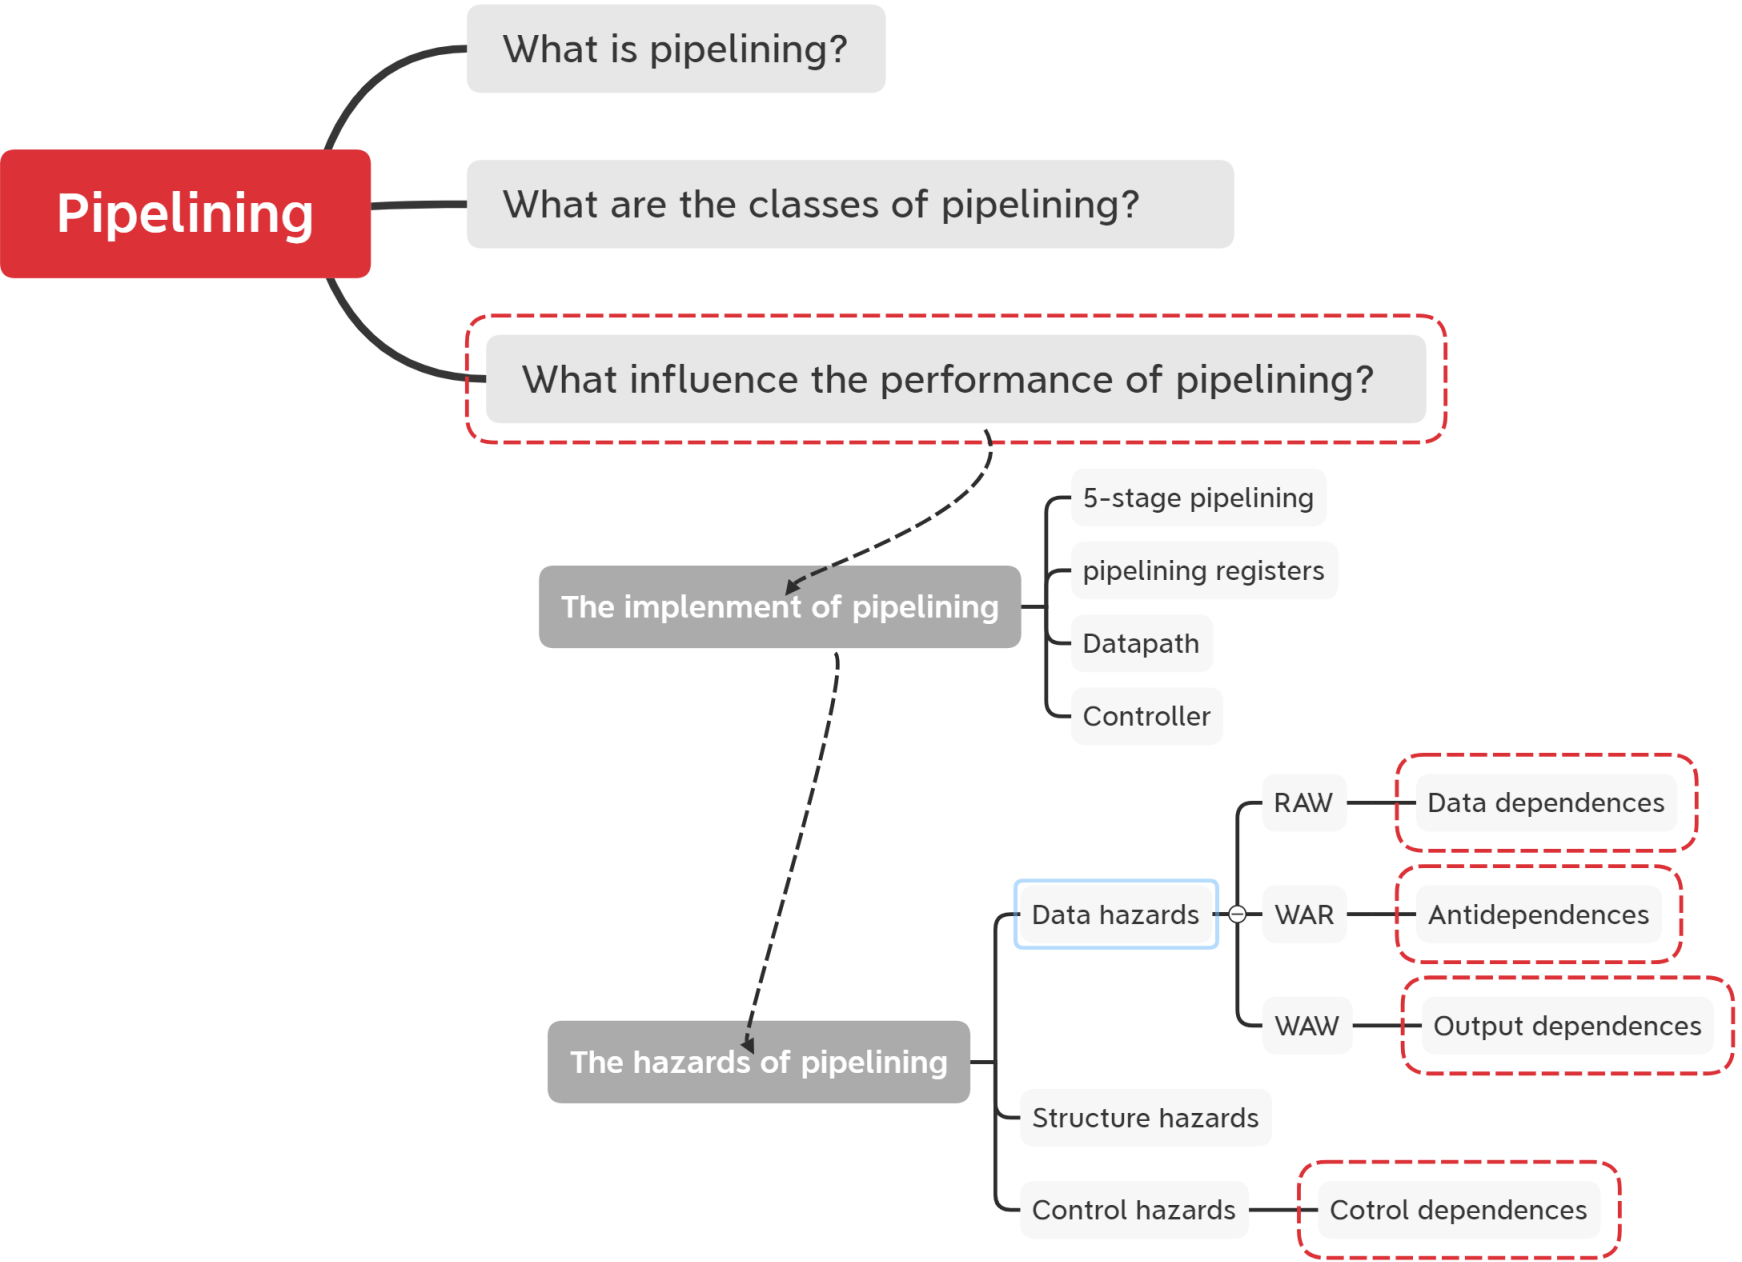 What is pipelining?
Pipelining
What are the classes of pipelining?
What influence the performance of pipelining?
The implenment of pipelining
5-stage pipelining
pipelining registers
Datapath
Controller
The hazards of pipelining
Data hazards
RAW
Data dependences
WAR
Antidependences
WAW
Output dependences
Structure hazards
Control hazards
Cotrol dependences